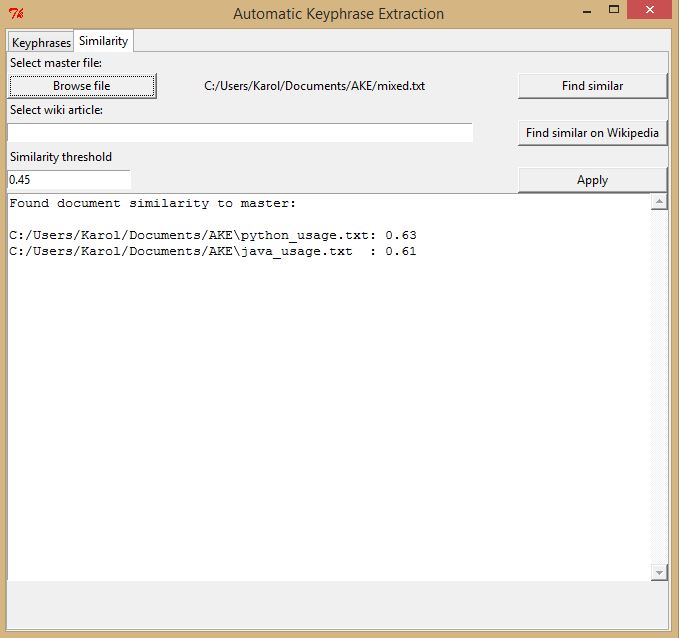 Automatic Keyphrase Extraction
Keyphrases Similarity
Select master file:
Browse file C:/Users/Karol/Documents/AKE/mixed.txt Find similar
Select wiki article:
Find similar on Wikipedia
Similarity threshold
0.45 Apply
Found document similarity to master:
C:/Users/Karol/Documents/AKE\python_usage.txt: 0.63
C:/Users/Karol/Documents/AKE\java_usage.txt  : 0.61